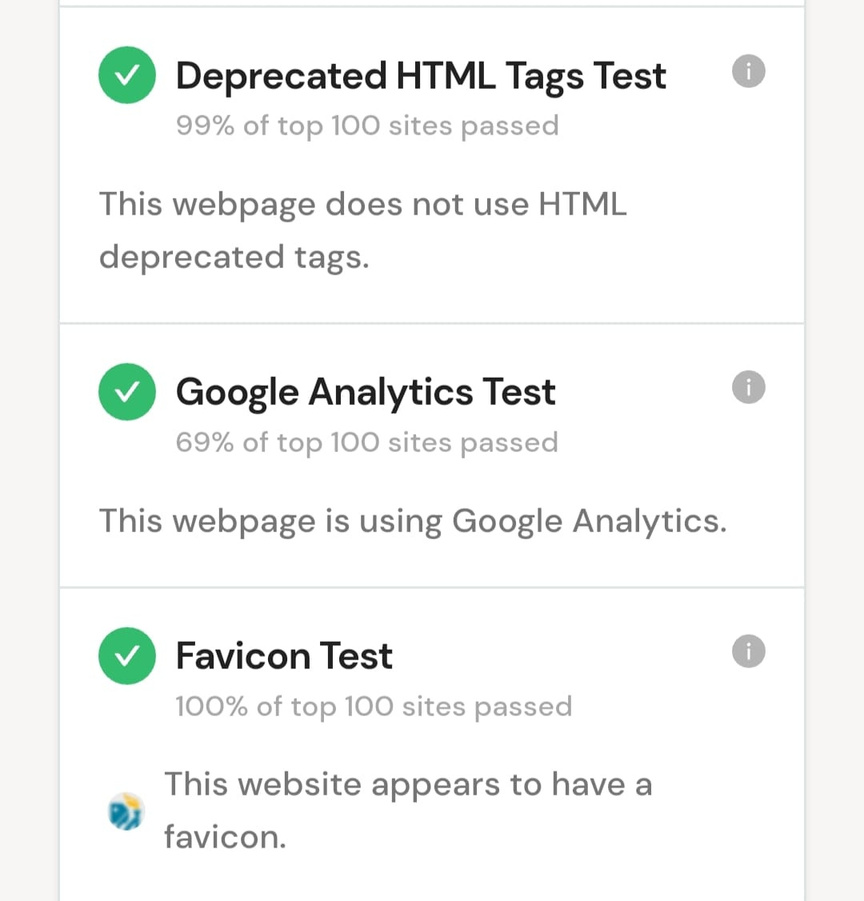 Deprecated HTML Tags Test
99% of top 100 sites passed
This webpage does not use HTML
deprecated tags.
Google Analytics Test
69% of top 100 sites passed
This webpage is using Google Analytics.
Favicon Test
100% of top 100 sites passed
This website appears to have a
favicon.